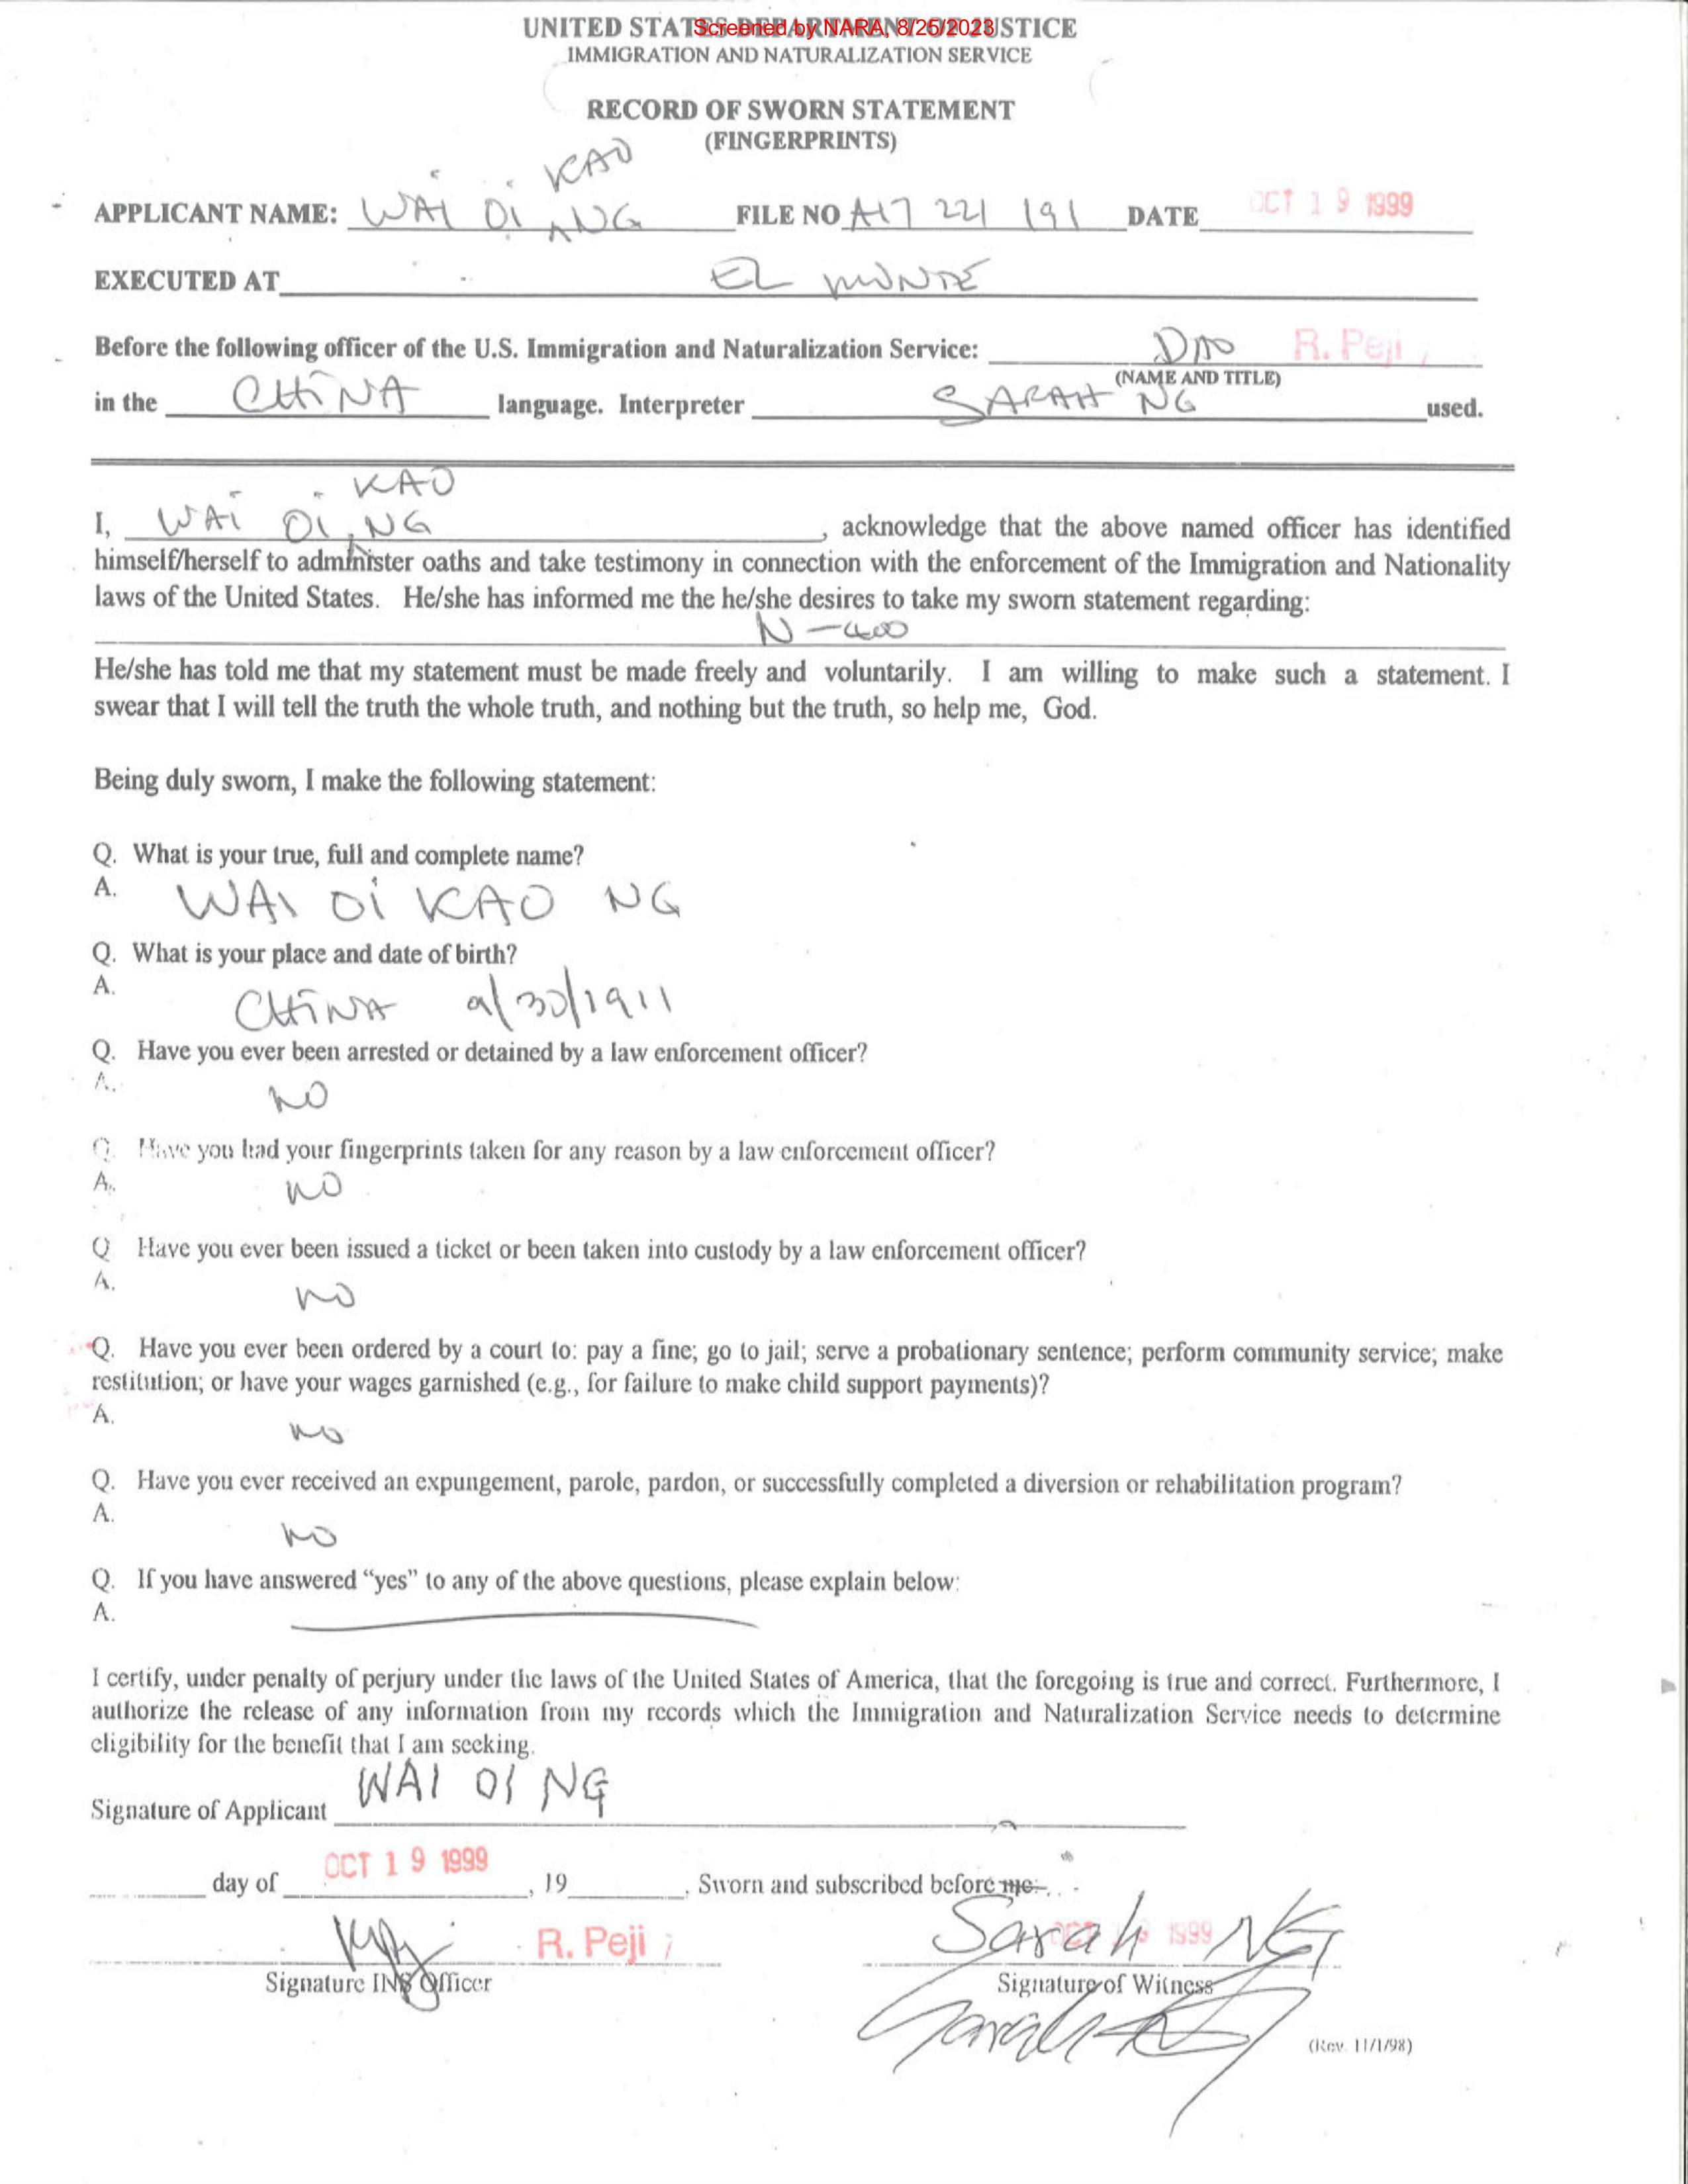 UNITED STATES DEPARTMENT OF JUSTICE
Screened by NARA, 8/25/2023
IMMIGRATION AND NATURALIZATION SERVICE
RECORD OF SWORN STATEMENT
(FINGERPRINTS)
KAO
APPLICANT NAME: WAI OI ^ NG FILE NO A17 221 191 DATE OCT 19 1999
EXECUTED AT EL MONTE
Before the following officer of the U.S. Immigration and Naturalization Service: DAO R. Peji
(NAME AND TITLE)
in the CHINA language. Interpreter SARAH NG used.
KAO
I, WAI OI ^ NG, acknowledge that the above named officer has identified
himself/herself to administer oaths and take testimony in connection with the enforcement of the Immigration and Nationality
laws of the United States. He/she has informed me the he/she desires to take my sworn statement regarding:
N-400
He/she has told me that my statement must be made freely and voluntarily. I am willing to make such a statement. I
swear that I will tell the truth the whole truth, and nothing but the truth, so help me, God.
Being duly sworn, I make the following statement:
Q. What is your true, full and complete name?
A. WAI OI KAO NG
Q. What is your place and date of birth?
A. CHINA 9/30/1911
Q. Have you ever been arrested or detained by a law enforcement officer?
A. NO
Q. Have you had your fingerprints taken for any reason by a law enforcement officer?
A. NO
Q Have you ever been issued a ticket or been taken into custody by a law enforcement officer?
A. NO
Q. Have you ever been ordered by a court to: pay a fine; go to jail; serve a probationary sentence; perform community service; make
restitution; or have your wages garnished (e.g., for failure to make child support payments)?
A. NO
Q. Have you ever received an expungement, parole, pardon, or successfully completed a diversion or rehabilitation program?
A. NO
Q. If you have answered “yes” to any of the above questions, please explain below:
A.
I certify, under penalty of perjury under the laws of the United States of America, that the foregoing is true and correct. Furthermore, I
authorize the release of any information from my records which the Immigration and Naturalization Service needs to determine
eligibility for the benefit that I am seeking.
Signature of Applicant WAI OI NG
day of OCT 19 1999, 19 . Sworn and subscribed before me:
R. Peji Sarah NG OCT 19 1999
Signature INS Officer Signature of Witness
(Rev. 11/1/98)